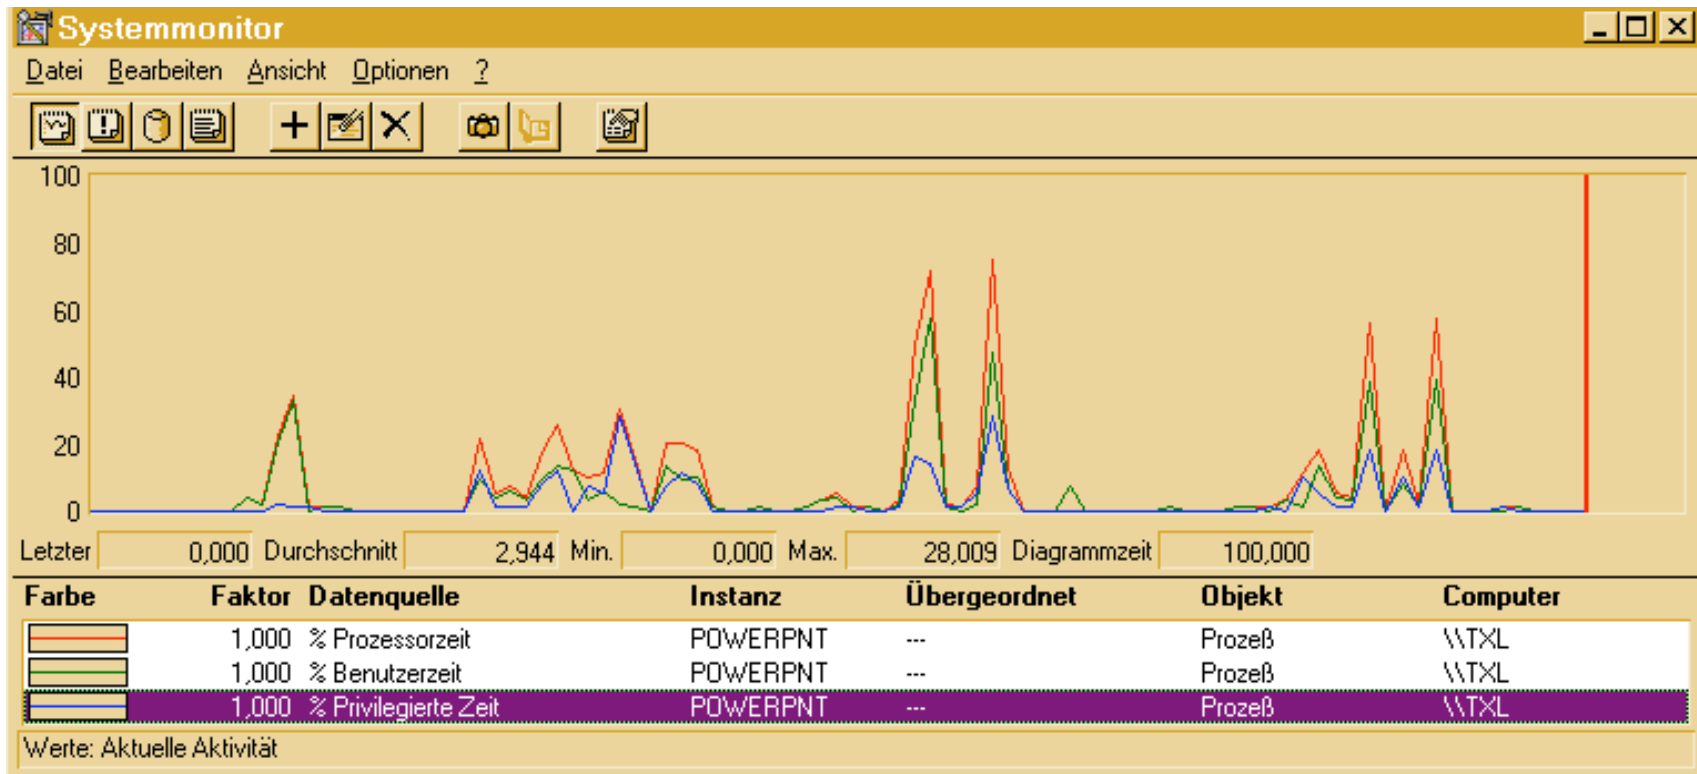 Systemmonitor
Datei Bearbeiten Ansicht Optionen ?
100
80
60
40
20
0
Letzter 0,000 Durchschnitt 2,944 Min. 0,000 Max. 28,009 Diagrammzeit 100,000
Farbe Faktor Datenquelle Instanz Übergeordnet Objekt Computer
1,000 % Prozessorzeit POWERPNT --- Prozeß \\TXL
1,000 % Benutzerzeit POWERPNT --- Prozeß \\TXL
1,000 % Privilegierte Zeit POWERPNT --- Prozeß \\TXL
Werte: Aktuelle Aktivität